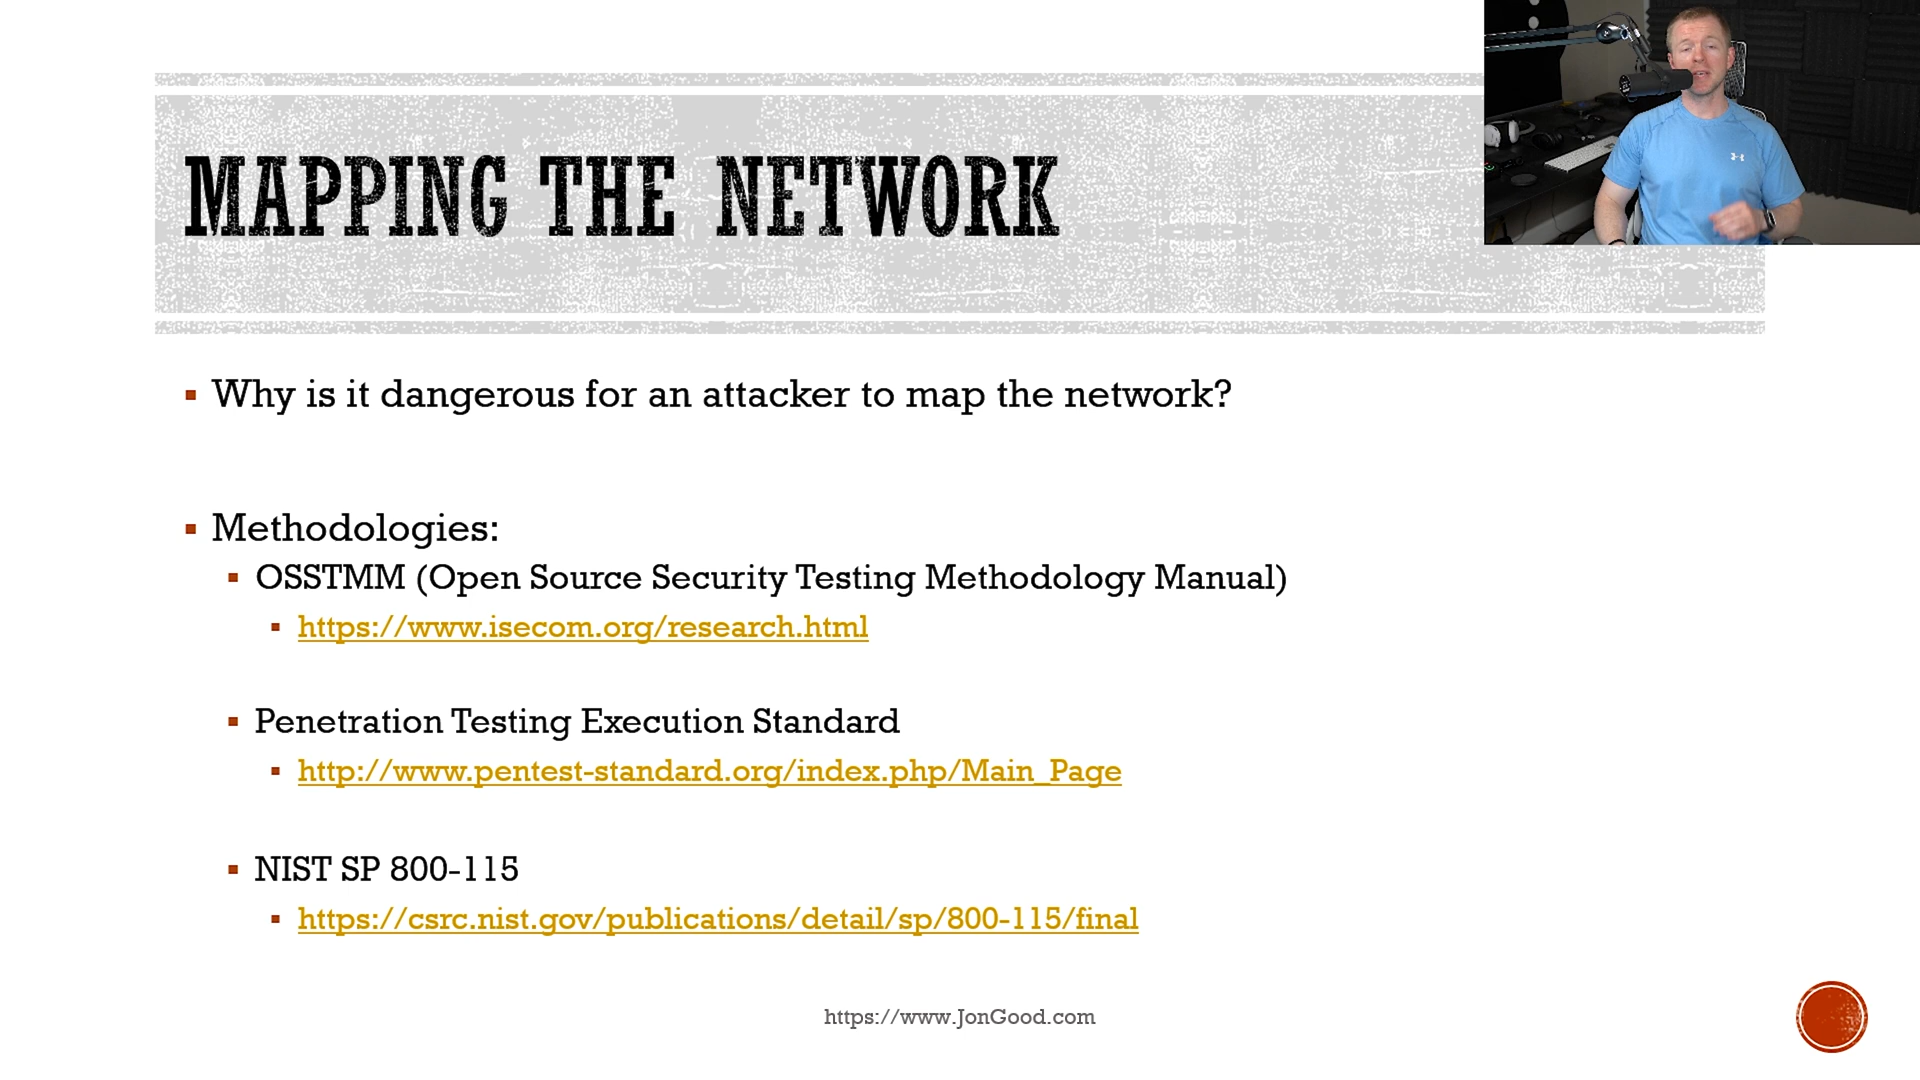 MAPPING THE NETWORK
Why is it dangerous for an attacker to map the network?
Methodologies:
OSSTMM (Open Source Security Testing Methodology Manual)
https://www.isecom.org/research.html
Penetration Testing Execution Standard
http://www.pentest-standard.org/index.php/Main_Page
NIST SP 800-115
https://csrc.nist.gov/publications/detail/sp/800-115/final
https://www.JonGood.com